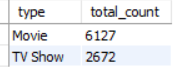 type total_count
Movie 6127
TV Show 2672